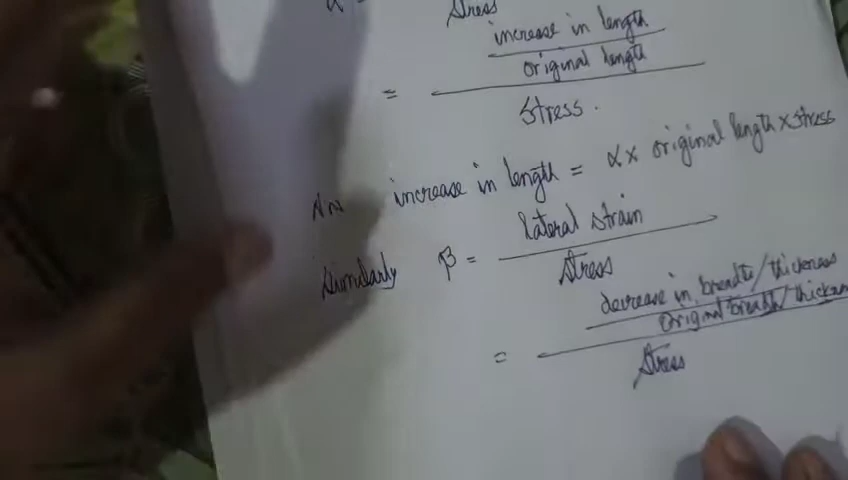 α =
Stress
increase in length
original length
=
Stress.
increase in length = α x original length x stress
Similarly β = lateral strain
Stress
decrease in breadth/thickness
original breadth/
=
Stress